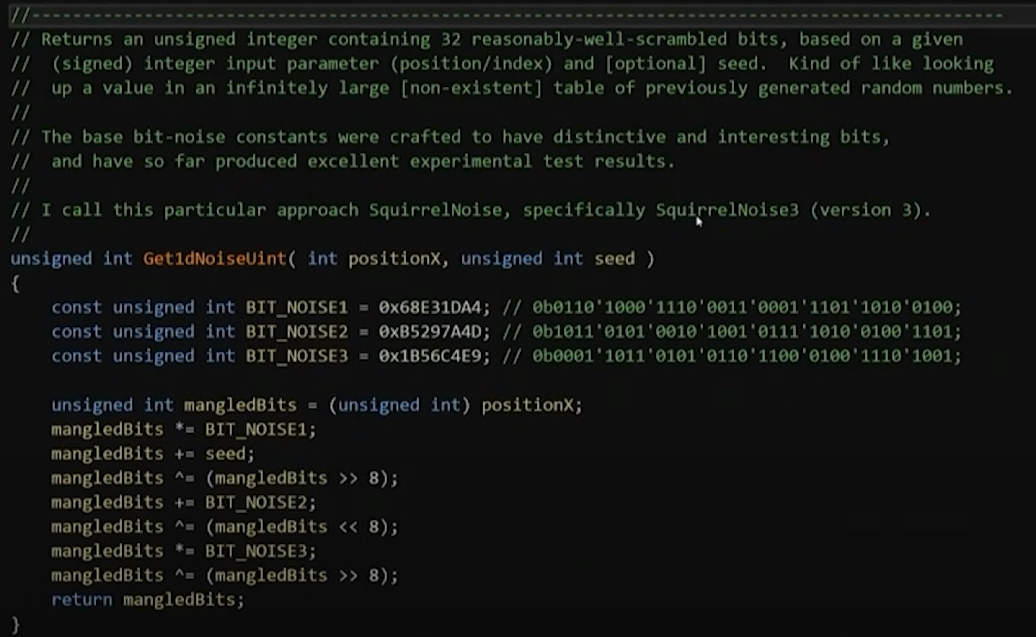 //-----------------------------------------------------------------------------------------------
// Returns an unsigned integer containing 32 reasonably-well-scrambled bits, based on a given
//  (signed) integer input parameter (position/index) and [optional] seed.  Kind of like looking
//  up a value in an infinitely large [non-existent] table of previously generated random numbers.
//
// The base bit-noise constants were crafted to have distinctive and interesting bits,
//  and have so far produced excellent experimental test results.
//
// I call this particular approach SquirrelNoise, specifically SquirrelNoise3 (version 3).
//
unsigned int Get1dNoiseUint( int positionX, unsigned int seed )
{
    const unsigned int BIT_NOISE1 = 0x68E31DA4; // 0b0110'1000'1110'0011'0001'1101'1010'0100;
    const unsigned int BIT_NOISE2 = 0xB5297A4D; // 0b1011'0101'0010'1001'0111'1010'0100'1101;
    const unsigned int BIT_NOISE3 = 0x1B56C4E9; // 0b0001'1011'0101'0110'1100'0100'1110'1001;

    unsigned int mangledBits = (unsigned int) positionX;
    mangledBits *= BIT_NOISE1;
    mangledBits += seed;
    mangledBits ^= (mangledBits >> 8);
    mangledBits += BIT_NOISE2;
    mangledBits ^= (mangledBits << 8);
    mangledBits *= BIT_NOISE3;
    mangledBits ^= (mangledBits >> 8);
    return mangledBits;
}